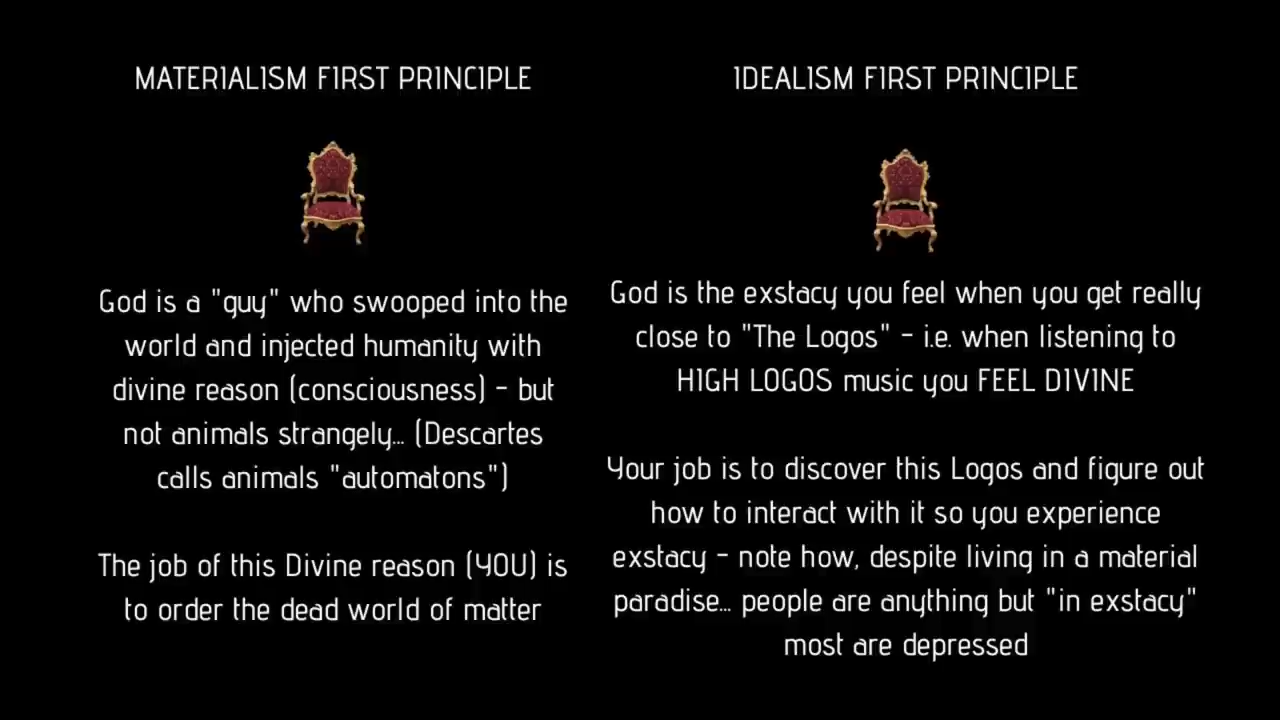 MATERIALISM FIRST PRINCIPLE
God is a "guy" who swooped into the
world and injected humanity with
divine reason (consciousness) - but
not animals strangely... (Descartes
calls animals "automatons")
The job of this Divine reason (YOU) is
to order the dead world of matter
IDEALISM FIRST PRINCIPLE
God is the exstacy you feel when you get really
close to "The Logos" - i.e. when listening to
HIGH LOGOS music you FEEL DIVINE
Your job is to discover this Logos and figure out
how to interact with it so you experience
exstacy - note how, despite living in a material
paradise... people are anything but "in exstacy"
most are depressed